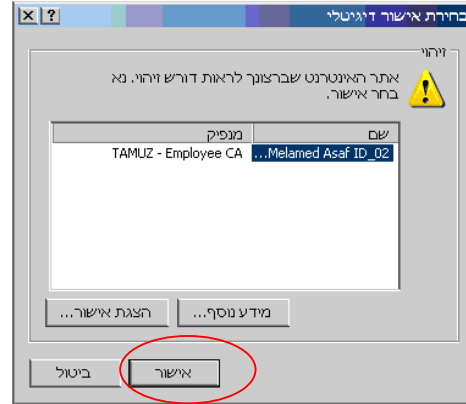 בחירת אישור דיגיטלי
זיהוי
אתר האינטרנט שברצונך לראות דורש זיהוי. נא
בחר אישור.
שם מנפיק
...Melamed Asaf ID_02 TAMUZ - Employee CA
מידע נוסף... הצגת אישור...
אישור ביטול